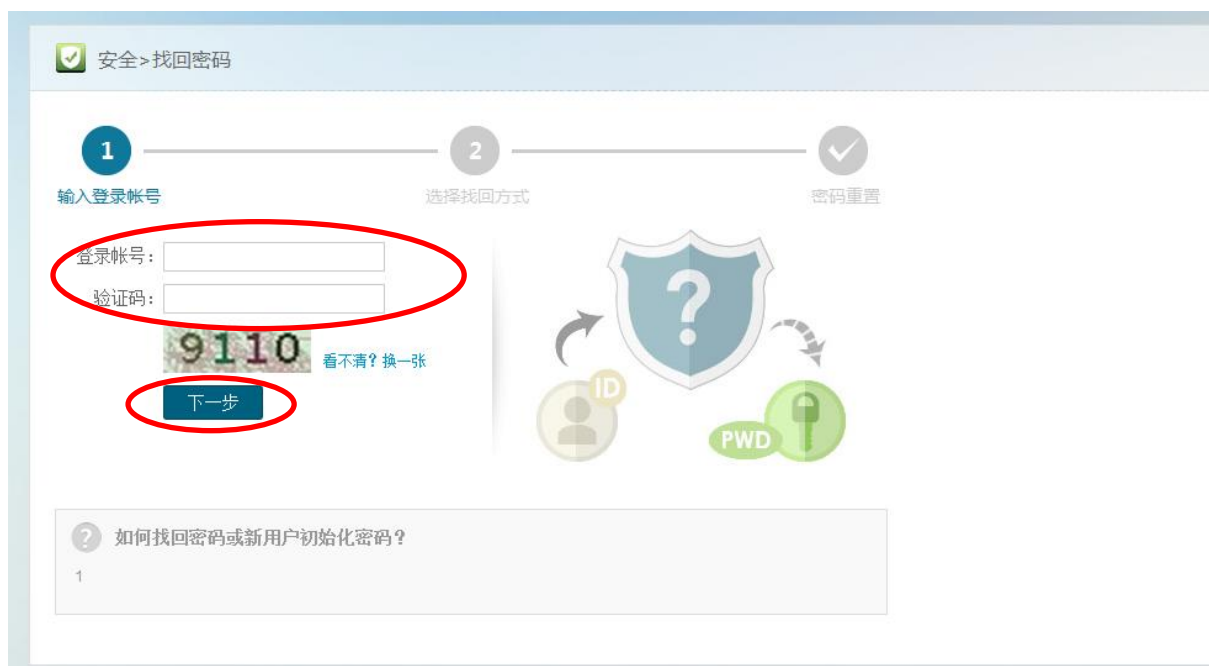 安全>找回密码
1
2
输入登录帐号
选择找回方式
密码重置
登录帐号：
验证码：
9110
看不清？换一张
下一步
?
ID
PWD
? 如何找回密码或新用户初始化密码？
1